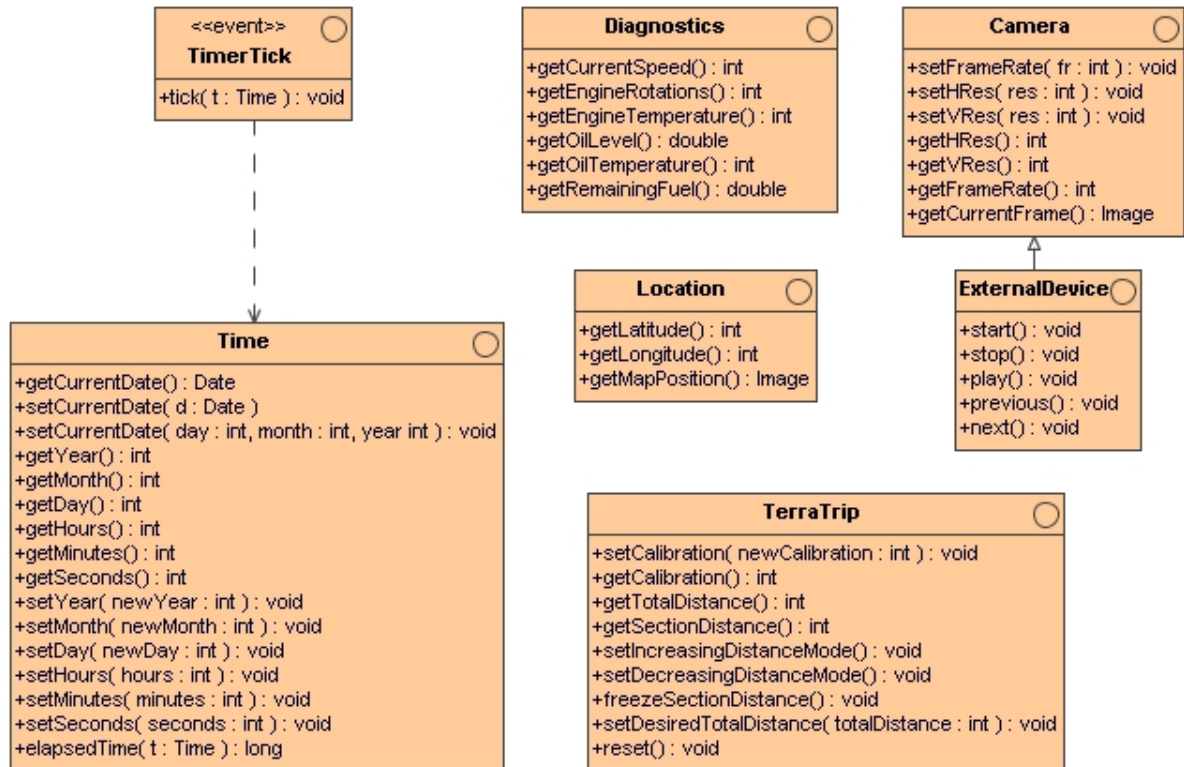 <<event>>
TimerTick
+tick( t : Time ) : void
Diagnostics
+getCurrentSpeed() : int
+getEngineRotations() : int
+getEngineTemperature() : int
+getOilLevel() : double
+getOilTemperature() : int
+getRemainingFuel() : double
Camera
+setFrameRate( fr : int ) : void
+setHRes( res : int ) : void
+setVRes( res : int ) : void
+getHRes() : int
+getVRes() : int
+getFrameRate() : int
+getCurrentFrame() : Image
Location
+getLatitude() : int
+getLongitude() : int
+getMapPosition() : Image
ExternalDevice
+start() : void
+stop() : void
+play() : void
+previous() : void
+next() : void
Time
+getCurrentDate() : Date
+setCurrentDate( d : Date )
+setCurrentDate( day : int, month : int, year int ) : void
+getYear() : int
+getMonth() : int
+getDay() : int
+getHours() : int
+getMinutes() : int
+getSeconds() : int
+setYear( newYear : int ) : void
+setMonth( newMonth : int ) : void
+setDay( newDay : int ) : void
+setHours( hours : int ) : void
+setMinutes( minutes : int ) : void
+setSeconds( seconds : int ) : void
+elapsedTime( t : Time ) : long
TerraTrip
+setCalibration( newCalibration : int ) : void
+getCalibration() : int
+getTotalDistance() : int
+getSectionDistance() : int
+setIncreasingDistanceMode() : void
+setDecreasingDistanceMode() : void
+freezeSectionDistance() : void
+setDesiredTotalDistance( totalDistance : int ) : void
+reset() : void